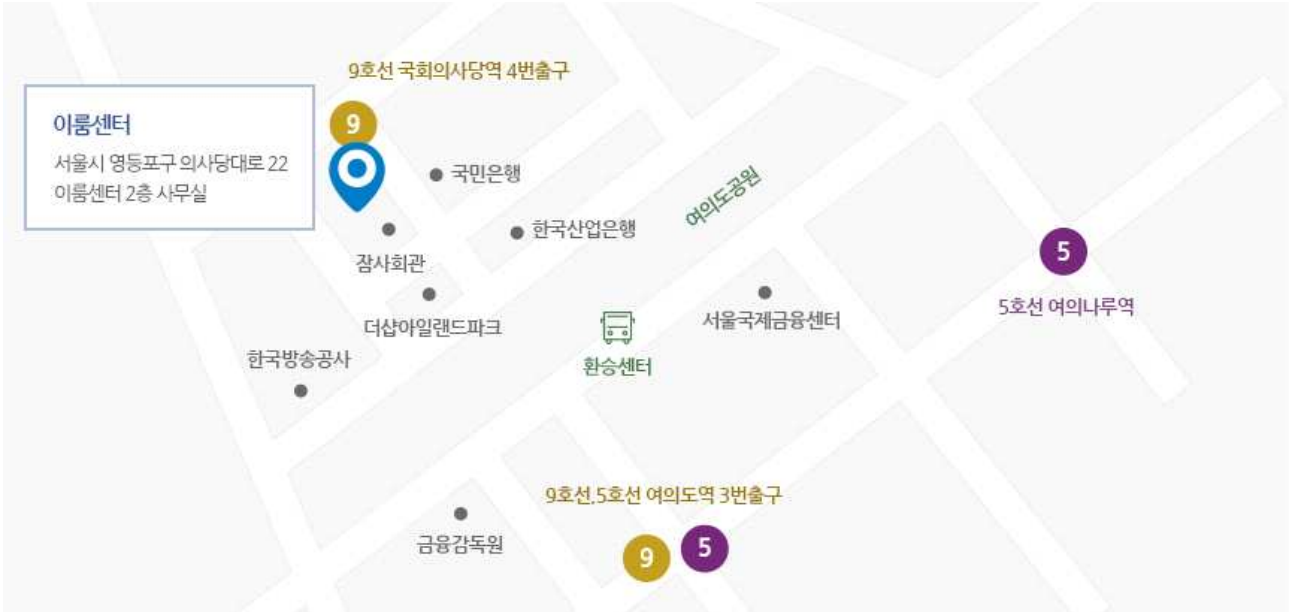 9호선 국회의사당역 4번출구
이룸센터
서울시 영등포구 의사당대로 22
이룸센터 2층 사무실
9
국민은행
여의도공원
한국산업은행
잠사회관
5
5호선 여의나루역
더샵아일랜드파크
서울국제금융센터
한국방송공사
환승센터
9호선.5호선 여의도역 3번출구
금융감독원
9
5